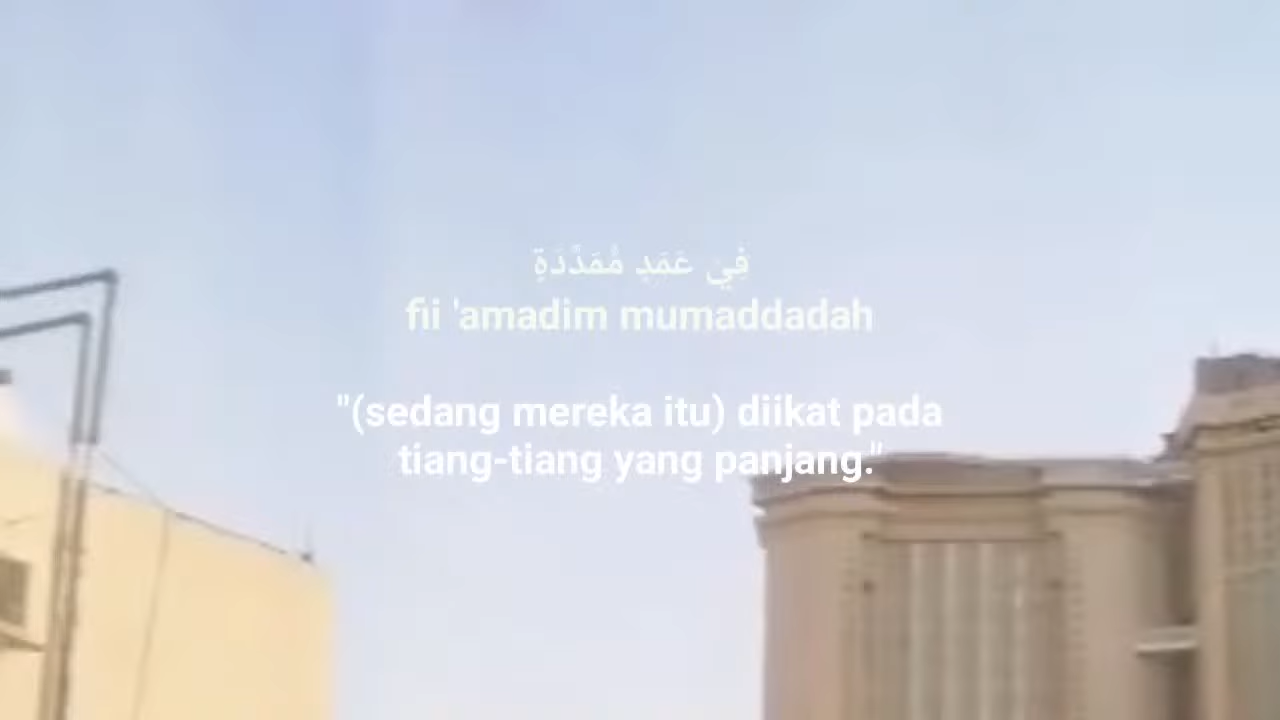 فِيْ عَمَدٍ مُّمَدَّدَةٍ
fii 'amadim mumaddadah
"(sedang mereka itu) diikat pada
tiang-tiang yang panjang."